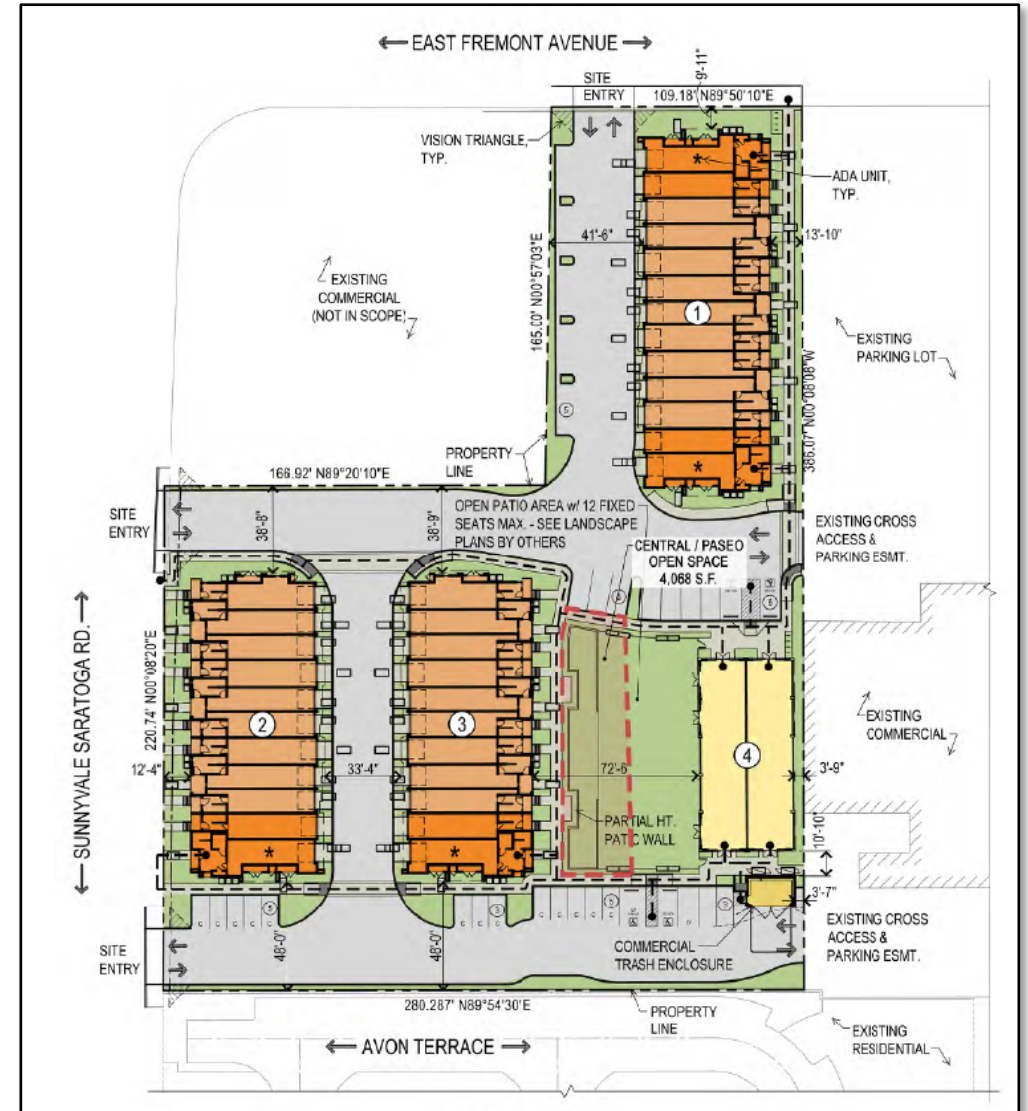 EAST FREMONT AVENUE
SITE
ENTRY
109.18' N89°50'10"E
9'-11"
VISION TRIANGLE,
TYP.
*
ADA UNIT,
TYP.
41'-6"
13'-10"
165.00' N00°57'03"E
EXISTING
COMMERCIAL
(NOT IN SCOPE)
1
EXISTING
PARKING LOT
386.07' N00°08'08"W
5
PROPERTY
LINE
*
166.92' N89°20'10"E
SITE
ENTRY
38'-8"
38'-9"
OPEN PATIO AREA w/ 12 FIXED
SEATS MAX. - SEE LANDSCAPE
PLANS BY OTHERS
CENTRAL / PASEO
OPEN SPACE
4,068 S.F.
EXISTING CROSS
ACCESS &
PARKING ESMT.
SUNNYVALE SARATOGA RD.
220.74' N00°08'20"E
2
3
4
EXISTING
COMMERCIAL
12'-4"
33'-4"
72'-6
3'-9"
PARTIAL HT.
PATIO WALL
10'-10"
*
*
3'-7"
SITE
ENTRY
48'-0"
48'-0"
COMMERCIAL
TRASH ENCLOSURE
EXISTING CROSS
ACCESS &
PARKING ESMT.
280.287' N89°54'30"E
PROPERTY
LINE
AVON TERRACE
EXISTING
RESIDENTIAL